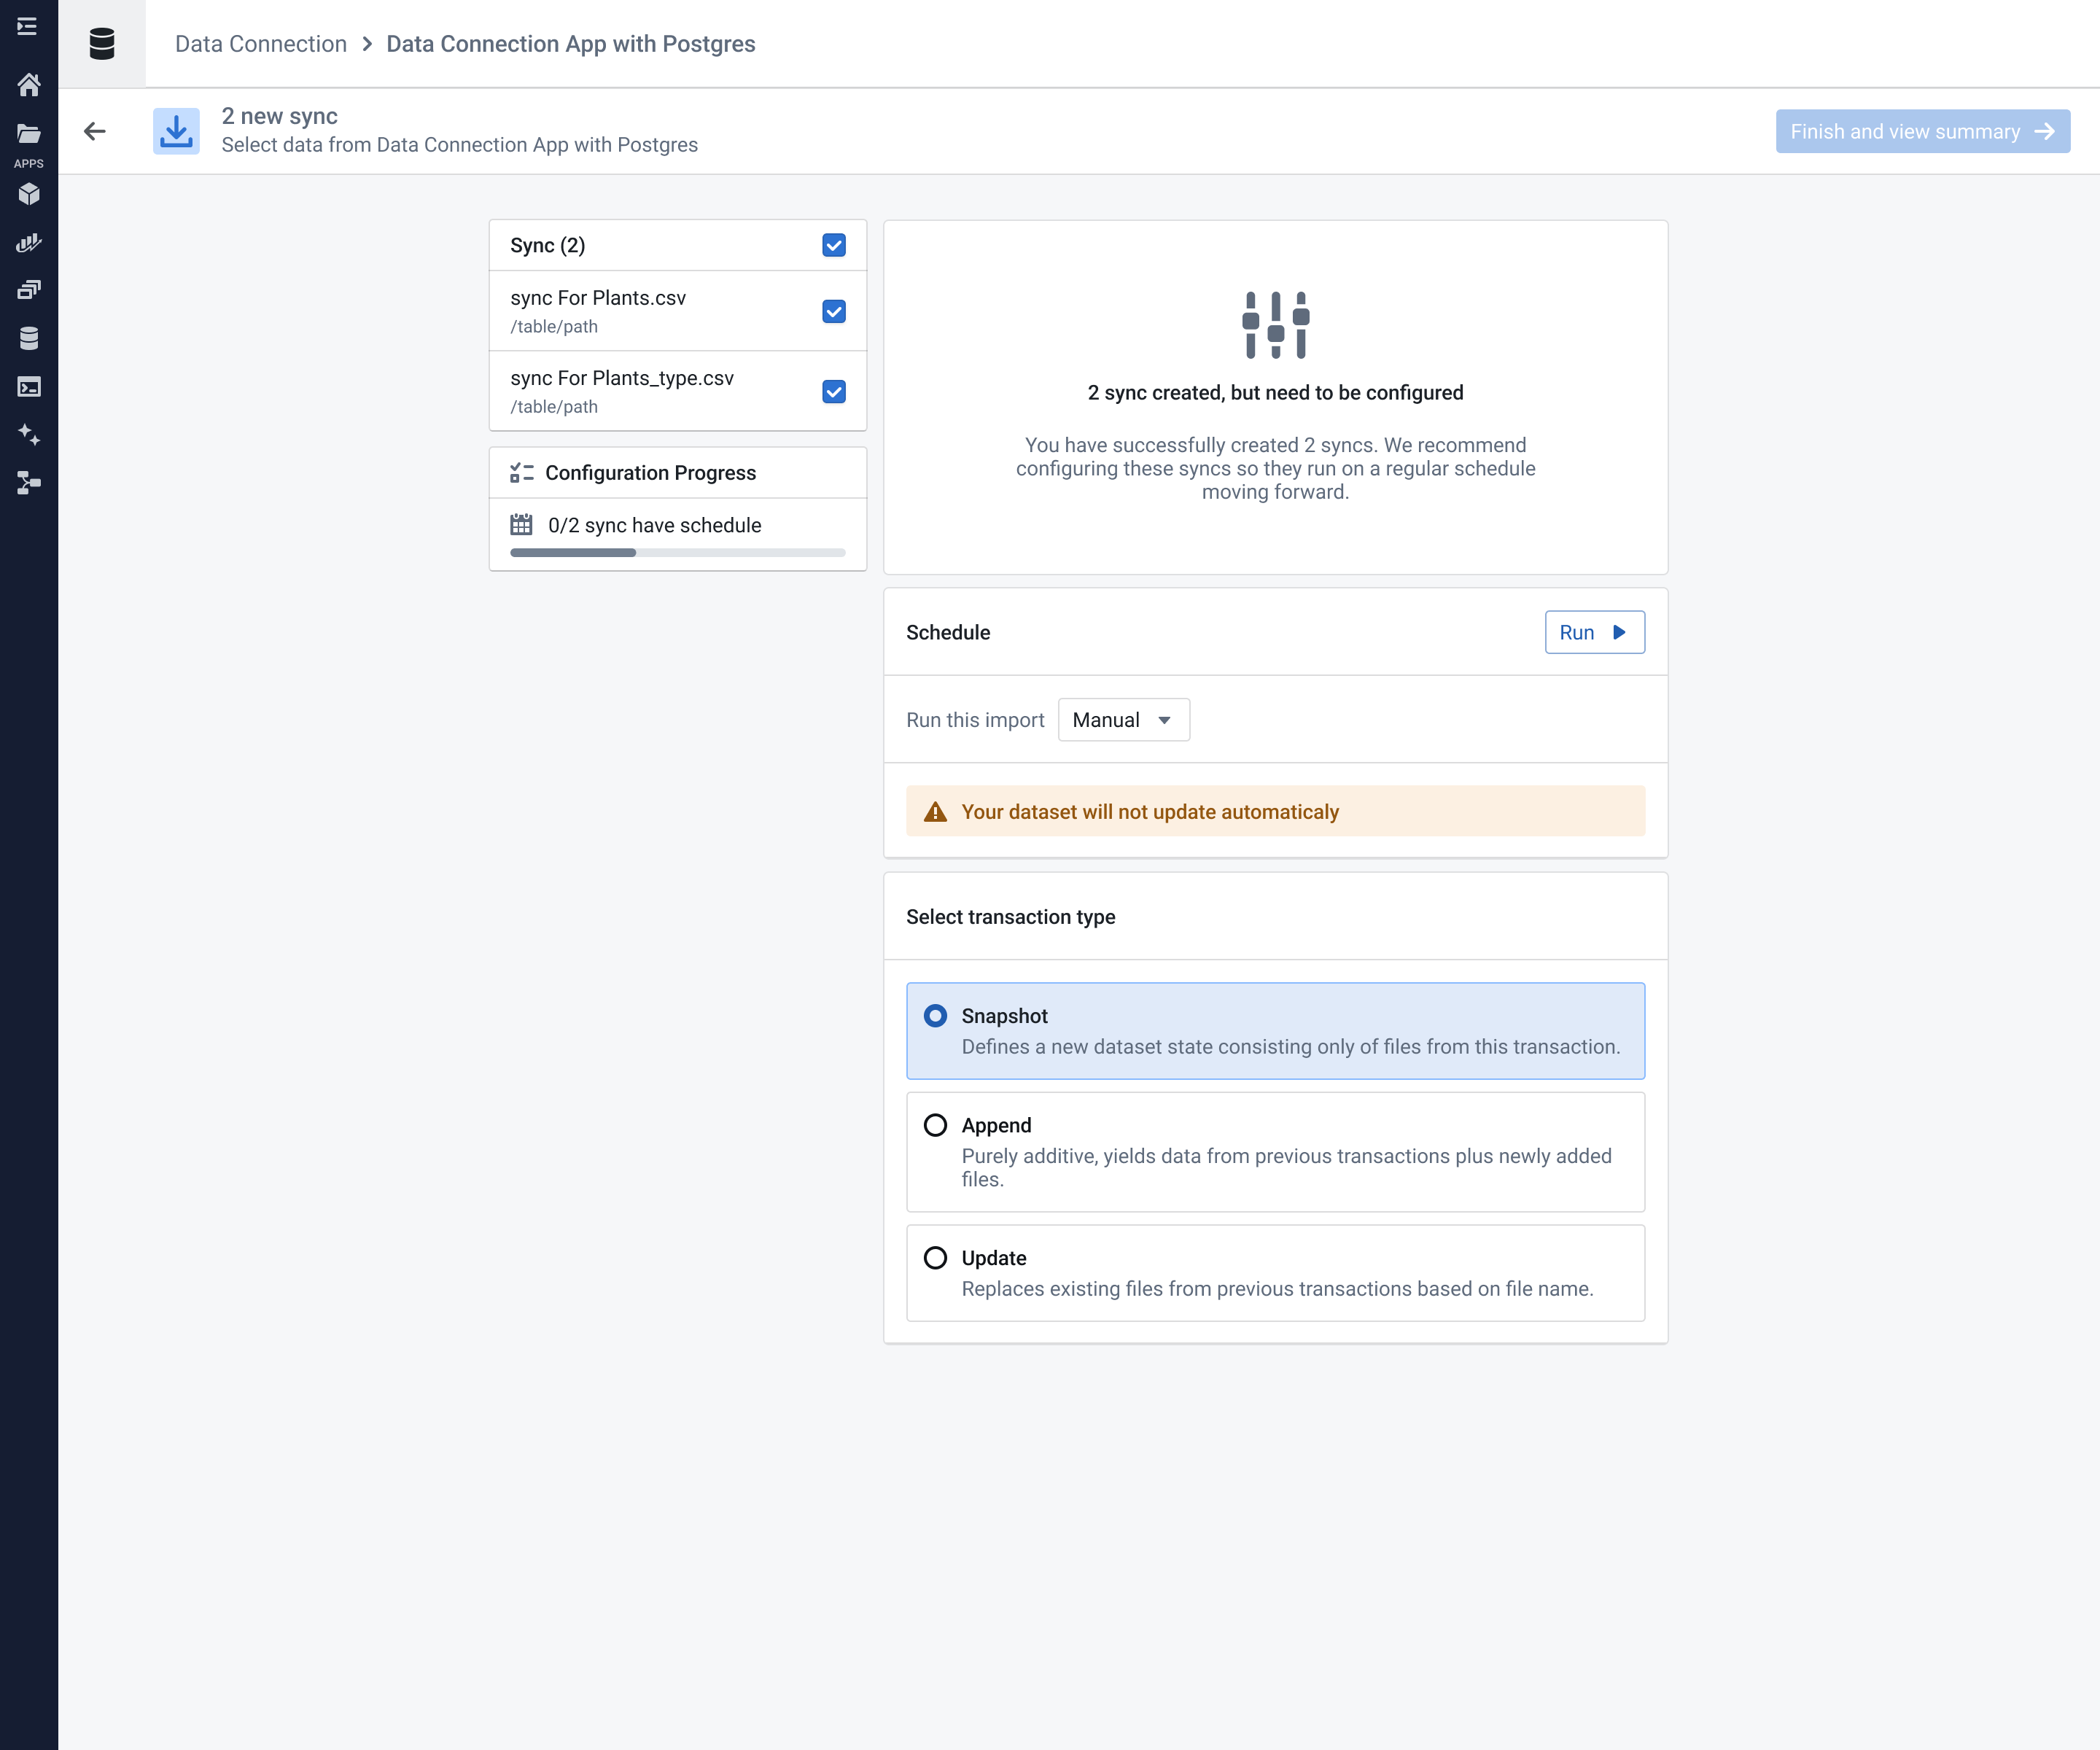 Data Connection > Data Connection App with Postgres
2 new sync
Select data from Data Connection App with Postgres
Finish and view summary
APPS
Sync (2)
sync For Plants.csv
/table/path
sync For Plants_type.csv
/table/path
Configuration Progress
0/2 sync have schedule
2 sync created, but need to be configured
You have successfully created 2 syncs. We recommend
configuring these syncs so they run on a regular schedule
moving forward.
Schedule
Run
Run this import
Manual
Your dataset will not update automaticaly
Select transaction type
Snapshot
Defines a new dataset state consisting only of files from this transaction.
Append
Purely additive, yields data from previous transactions plus newly added
files.
Update
Replaces existing files from previous transactions based on file name.